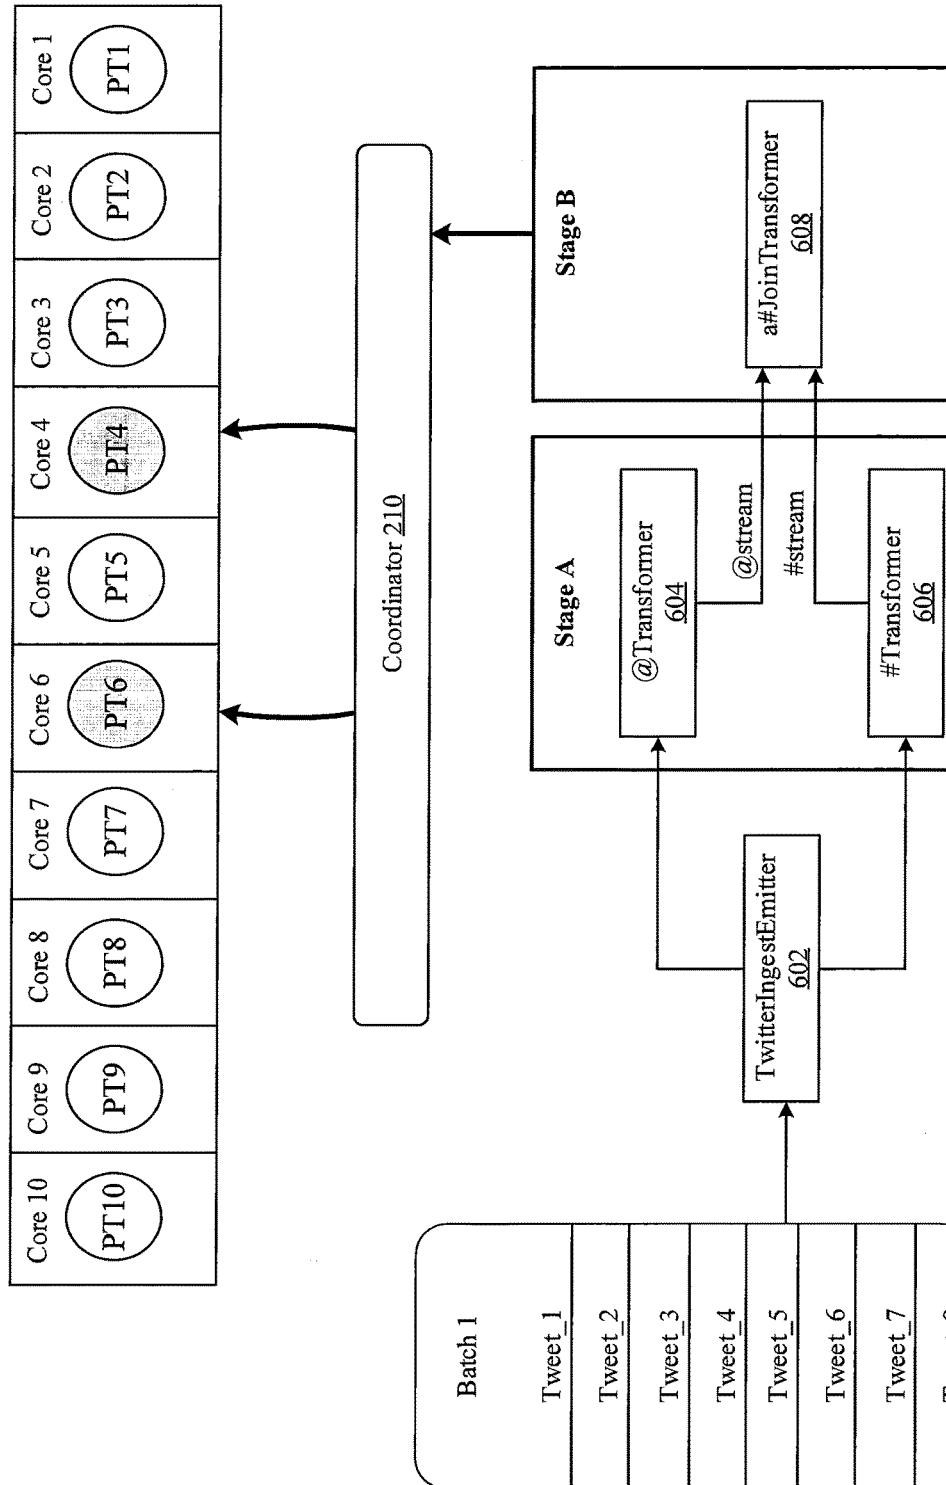 Core 10
Core 9
Core 8
Core 7
Core 6
Core 5
Core 4
Core 3
Core 2
Core 1
PT10
PT9
PT8
PT7
PT6
PT5
PT4
PT3
PT2
PT1
Coordinator 210
Batch 1
Tweet_1
Tweet_2
Tweet_3
Tweet_4
Tweet_5
Tweet_6
Tweet_7
TwitterIngestEmitter
602
Stage A
@Transformer
604
@stream
#stream
#Transformer
606
Stage B
a#JoinTransformer
608